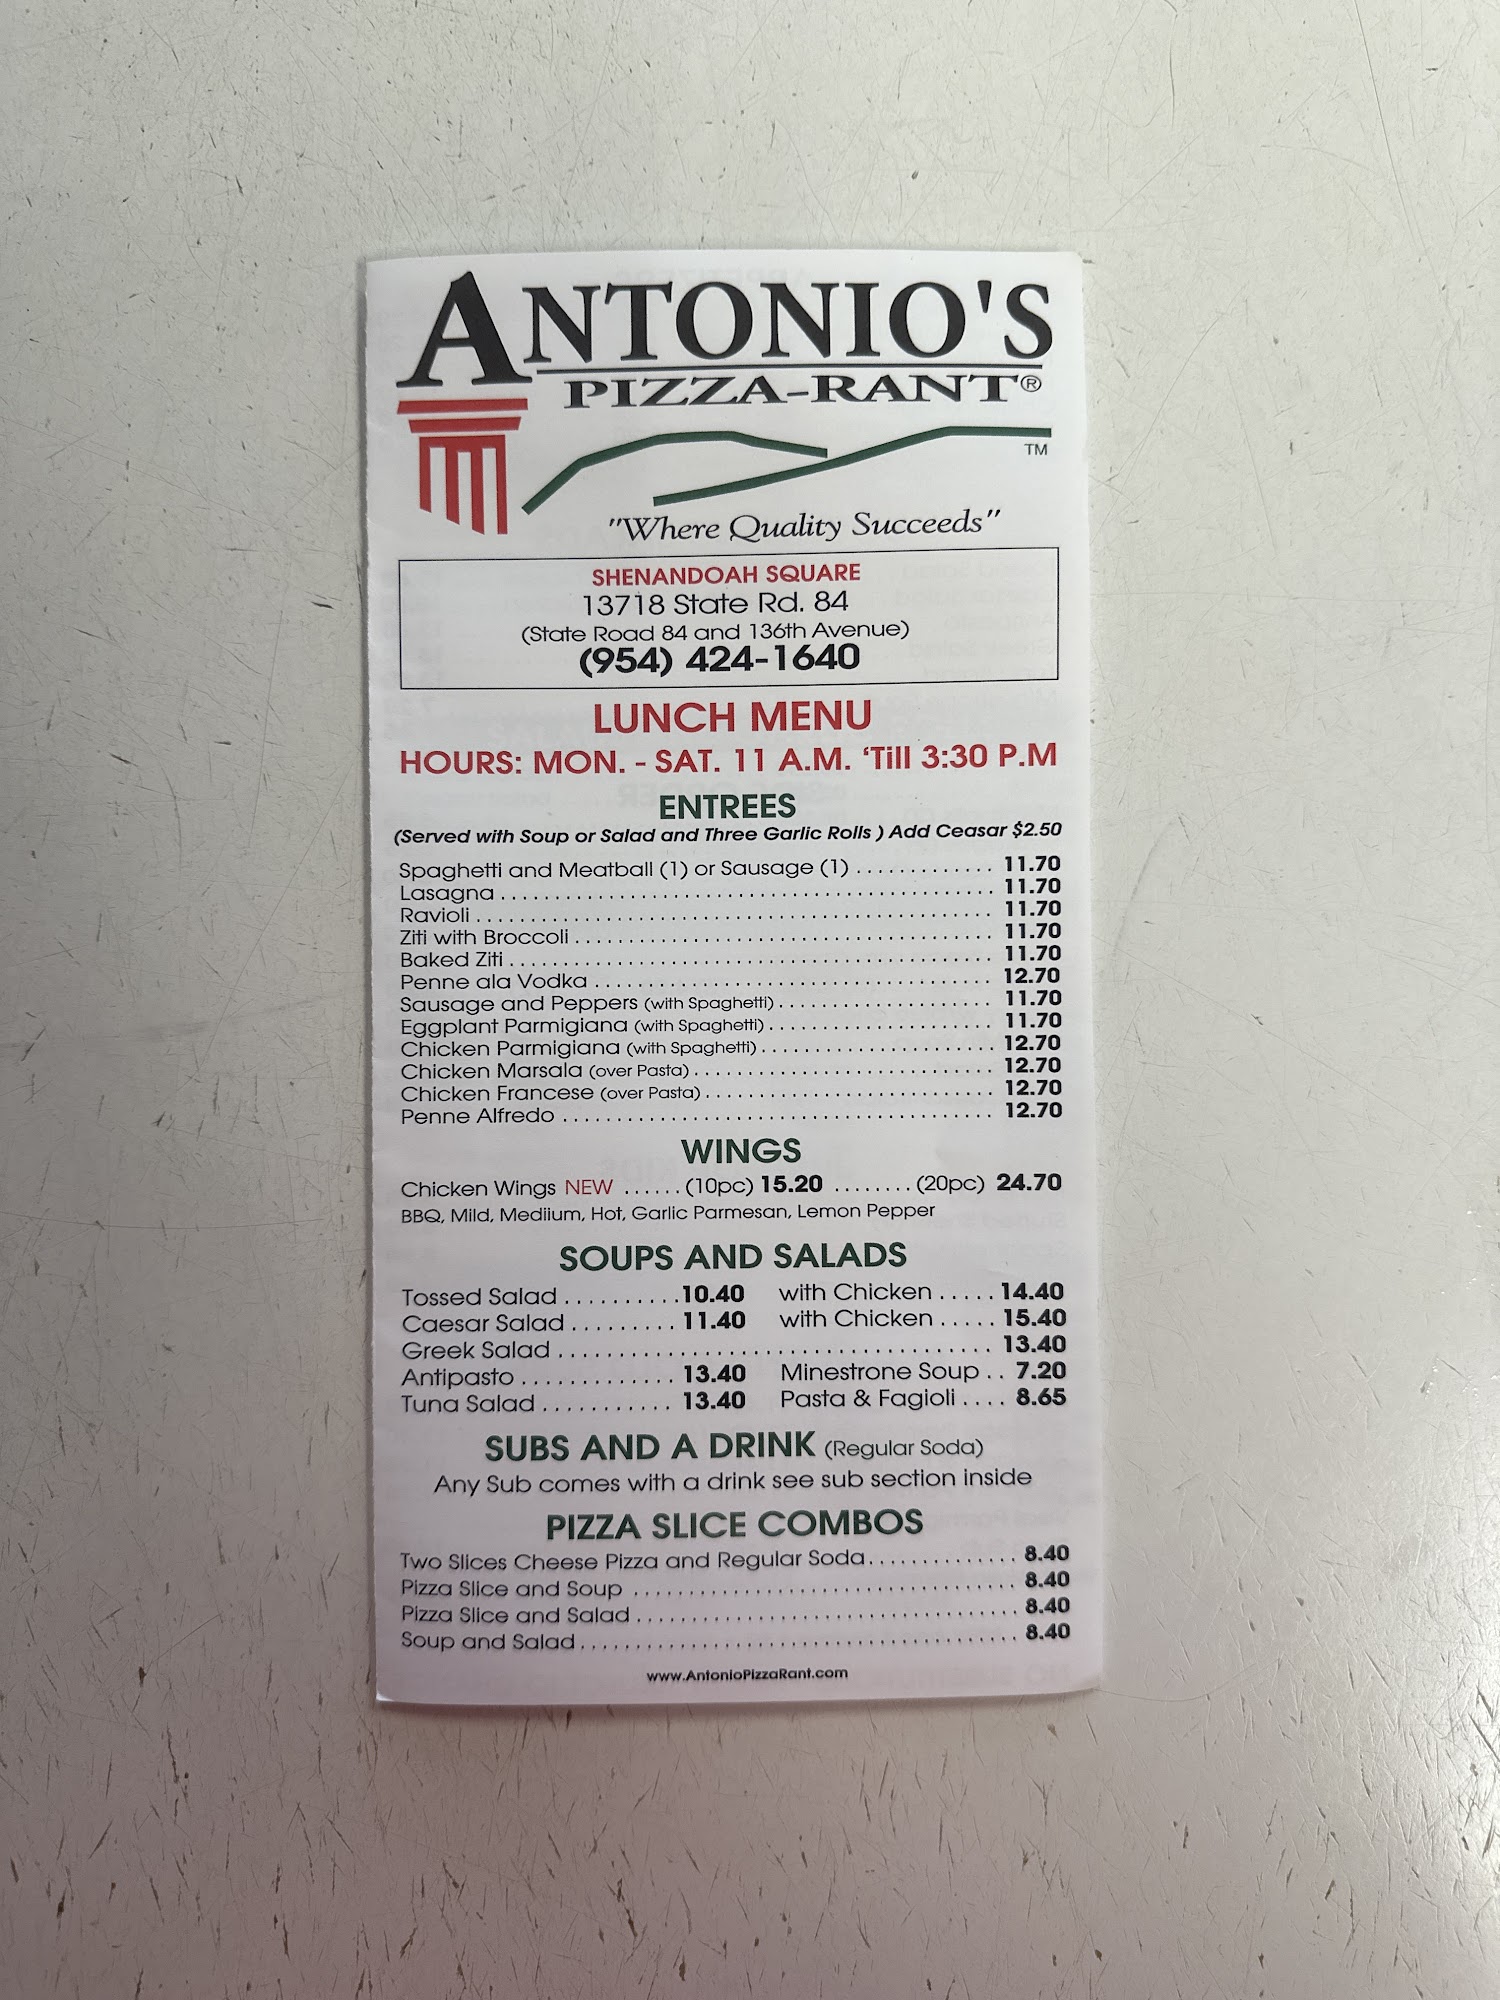 ANTONIO'S
PIZZA-RANT®
TM
"Where Quality Succeeds"
SHENANDOAH SQUARE
13718 State Rd. 84
(State Road 84 and 136th Avenue)
(954) 424-1640
LUNCH MENU
HOURS: MON. - SAT. 11 A.M. 'Till 3:30 P.M
ENTREES
(Served with Soup or Salad and Three Garlic Rolls ) Add Ceasar $2.50
Spaghetti and Meatball (1) or Sausage (1) ............. 11.70
Lasagna ............. 11.70
Ravioli ............. 11.70
Ziti with Broccoli ............. 11.70
Baked Ziti ............. 11.70
Penne ala Vodka ............. 12.70
Sausage and Peppers (with Spaghetti) ............. 11.70
Eggplant Parmigiana (with Spaghetti) ............. 11.70
Chicken Parmigiana (with Spaghetti) ............. 12.70
Chicken Marsala (over Pasta) ............. 12.70
Chicken Francese (over Pasta) ............. 12.70
Penne Alfredo ............. 12.70
WINGS
Chicken Wings NEW ...... (10pc) 15.20 ........ (20pc) 24.70
BBQ, Mild, Mediium, Hot, Garlic Parmesan, Lemon Pepper
SOUPS AND SALADS
Tossed Salad .......... 10.40 with Chicken ..... 14.40
Caesar Salad ......... 11.40 with Chicken ..... 15.40
Greek Salad ............. 13.40
Antipasto ............. 13.40 Minestrone Soup .. 7.20
Tuna Salad ........... 13.40 Pasta & Fagioli .... 8.65
SUBS AND A DRINK (Regular Soda)
Any Sub comes with a drink see sub section inside
PIZZA SLICE COMBOS
Two Slices Cheese Pizza and Regular Soda.............. 8.40
Pizza Slice and Soup ............. 8.40
Pizza Slice and Salad ............. 8.40
Soup and Salad ............. 8.40
www.AntonioPizzaRant.com